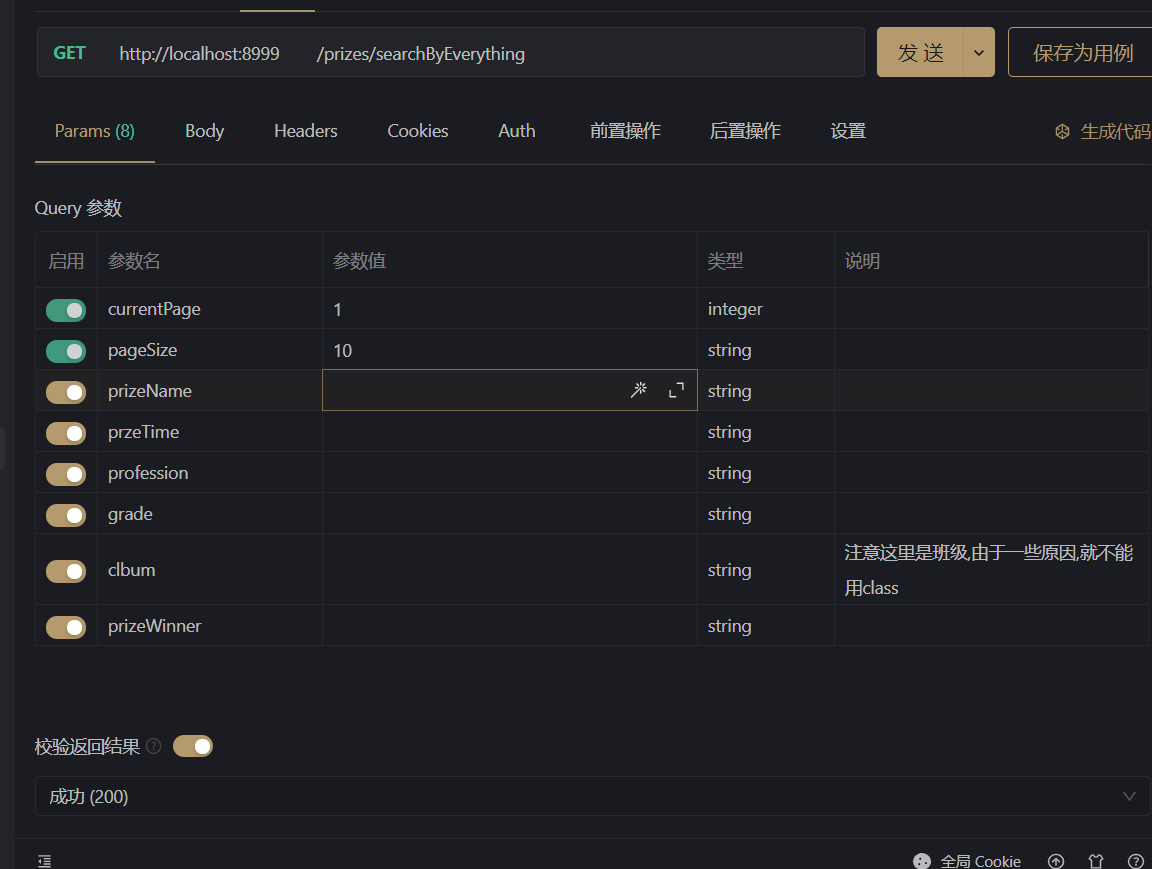 GET http://localhost:8999 /prizes/searchByEverything 发 送 保存为用例
Params (8) Body Headers Cookies Auth 前置操作 后置操作 设置 生成代码
Query 参数
启用 参数名 参数值 类型 说明
currentPage 1 integer
pageSize 10 string
prizeName string
przeTime string
profession string
grade string
clbum string 注意这里是班级,由于一些原因,就不能
用class
prizeWinner string
校验返回结果 ?
成功 (200)
全局 Cookie ?